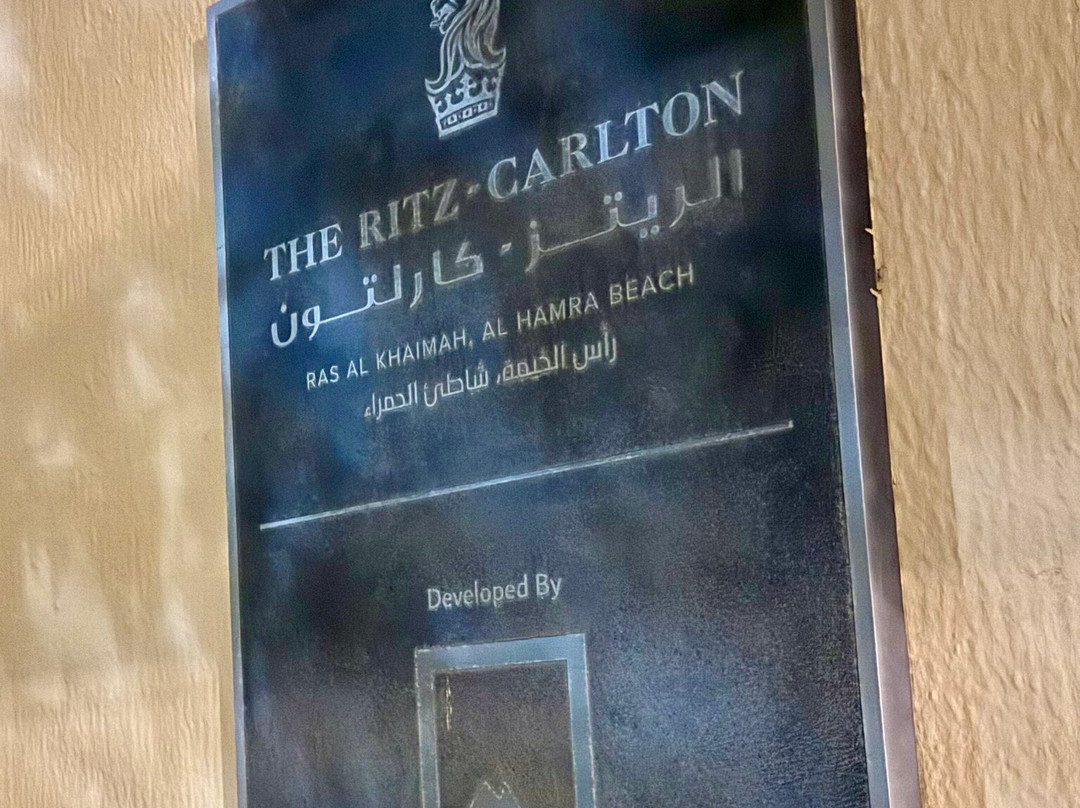 THE RITZ-CARLTON
الريتز-كارلتون
RAS AL KHAIMAH, AL HAMRA BEACH
رأس الخيمة, شاطئ الحمراء
Developed By